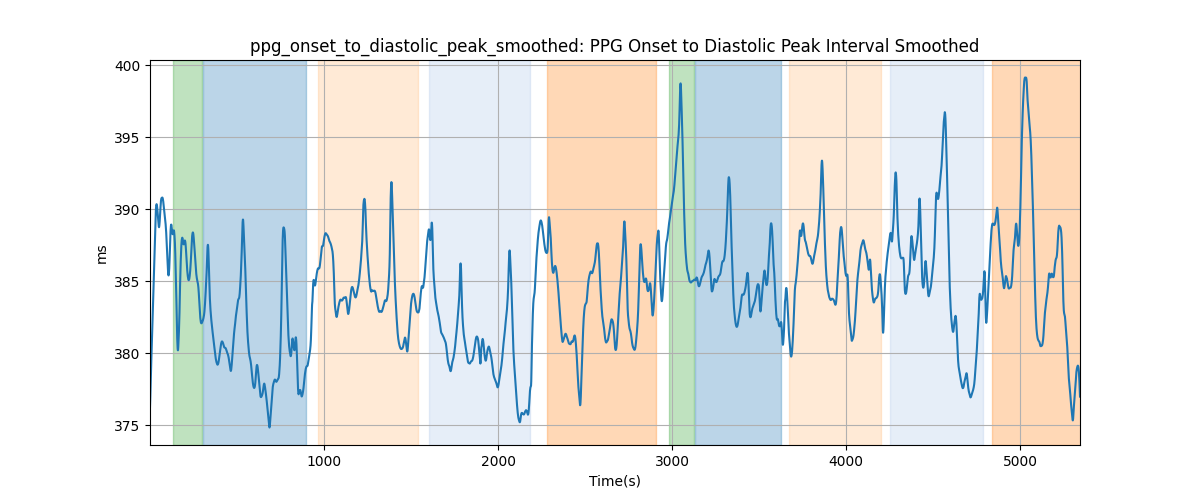 ppg_onset_to_diastolic_peak_smoothed: PPG Onset to Diastolic Peak Interval Smoothed
400
395
390
385
380
375
ms
1000 2000 3000 4000 5000
Time(s)